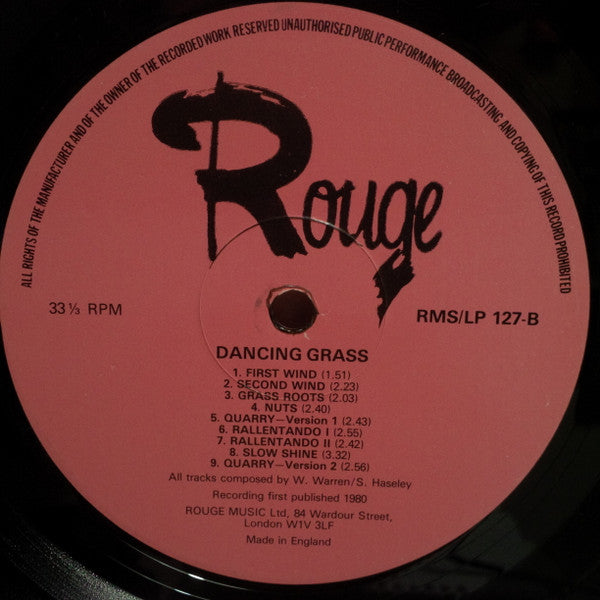 ALL RIGHTS OF THE MANUFACTURER AND OF THE OWNER OF THE RECORDED WORK RESERVED UNAUTHORISED PUBLIC PERFORMANCE BROADCASTING AND COPYING OF THIS RECORD PROHIBITED
Rouge
33⅓ RPM
RMS/LP 127-B
DANCING GRASS
1. FIRST WIND (1.51)
2. SECOND WIND (2.23)
3. GRASS ROOTS (2.03)
4. NUTS (2.40)
5. QUARRY—Version 1 (2.43)
6. RALLENTANDO I (2.55)
7. RALLENTANDO II (2.42)
8. SLOW SHINE (3.32)
9. QUARRY—Version 2 (2.56)
All tracks composed by W. Warren/S. Haseley
Recording first published 1980
ROUGE MUSIC Ltd, 84 Wardour Street,
London W1V 3LF
Made in England